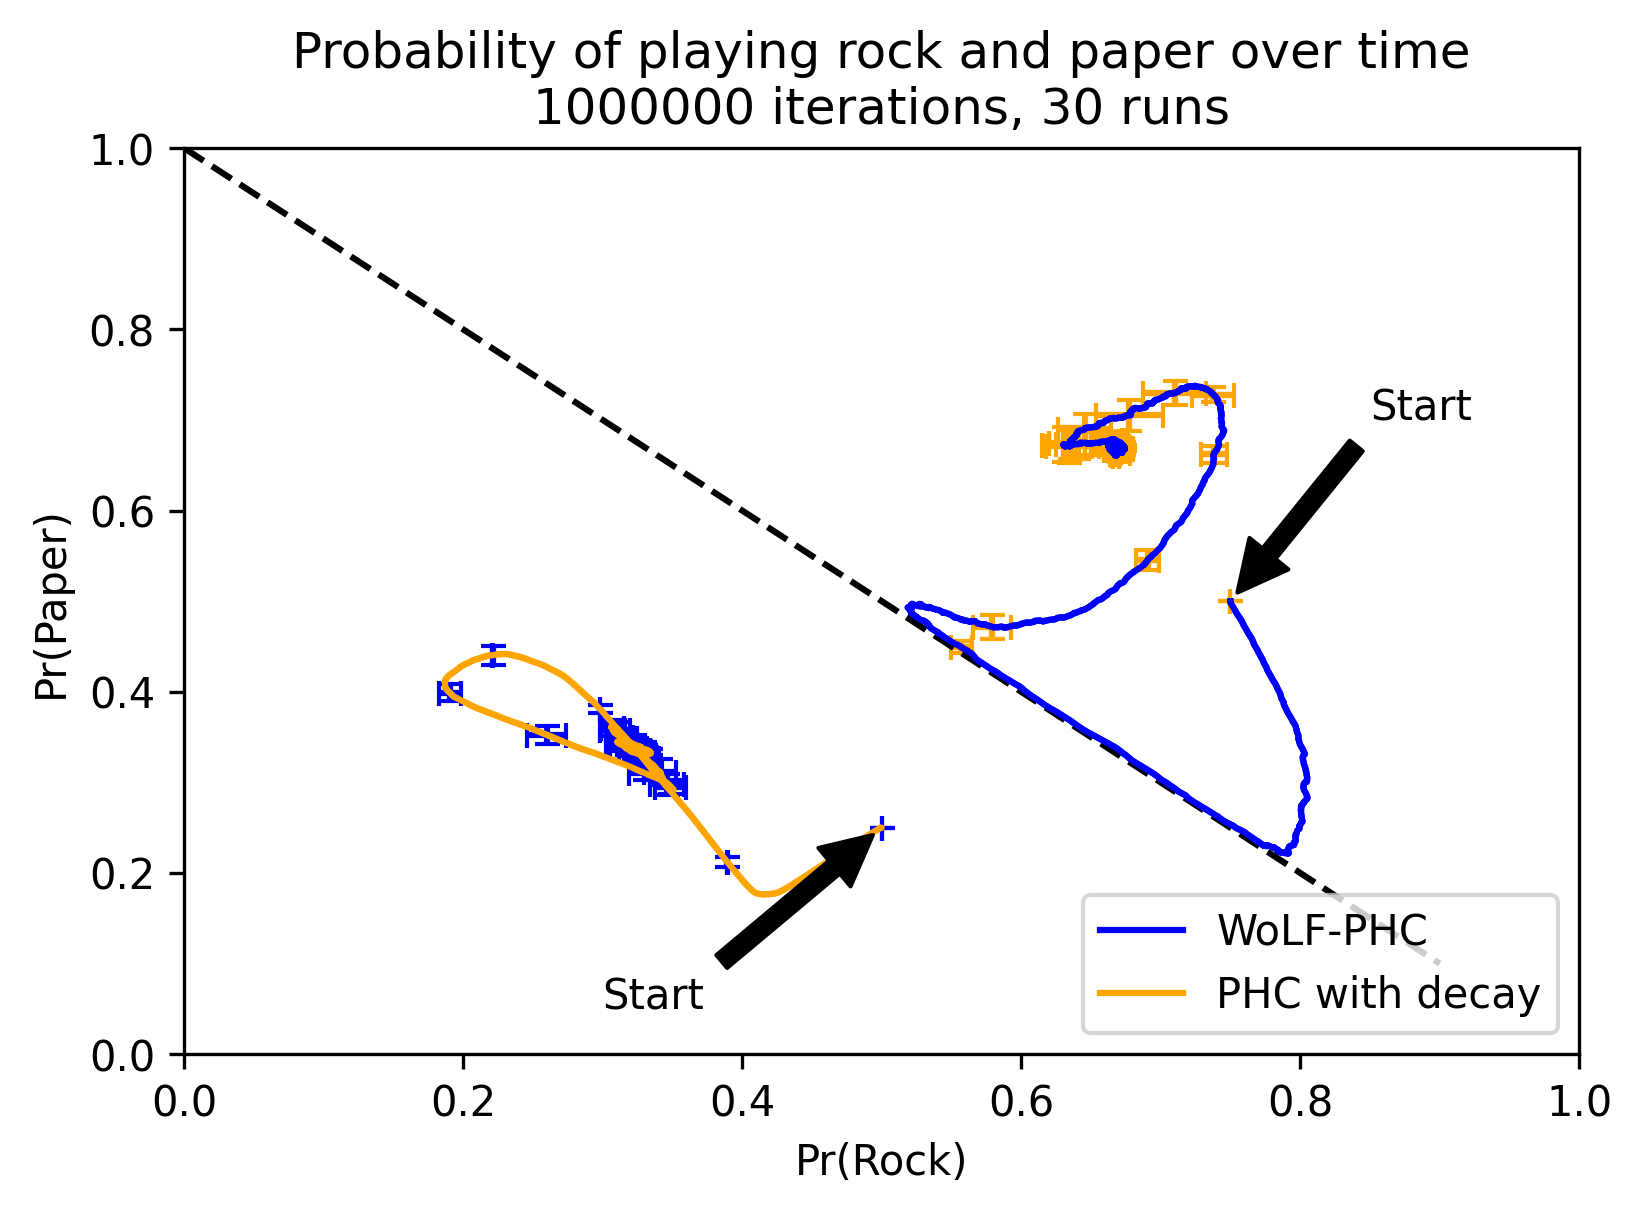 Probability of playing rock and paper over time
1000000 iterations, 30 runs
1.0
0.8
0.6
0.4
0.2
0.0
Pr(Paper)
Start
Start
WoLF-PHC
PHC with decay
0.0 0.2 0.4 0.6 0.8 1.0
Pr(Rock)